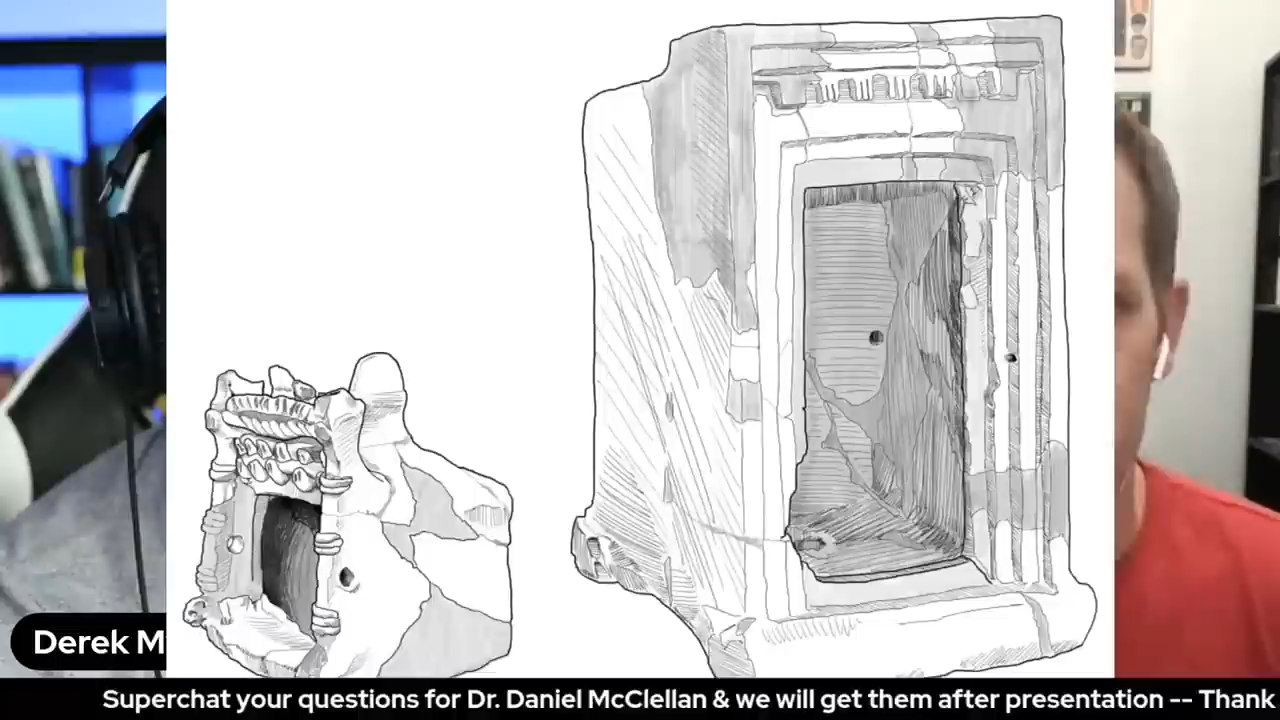 Derek M
Superchat your questions for Dr. Daniel McClellan & we will get them after presentation -- Thank